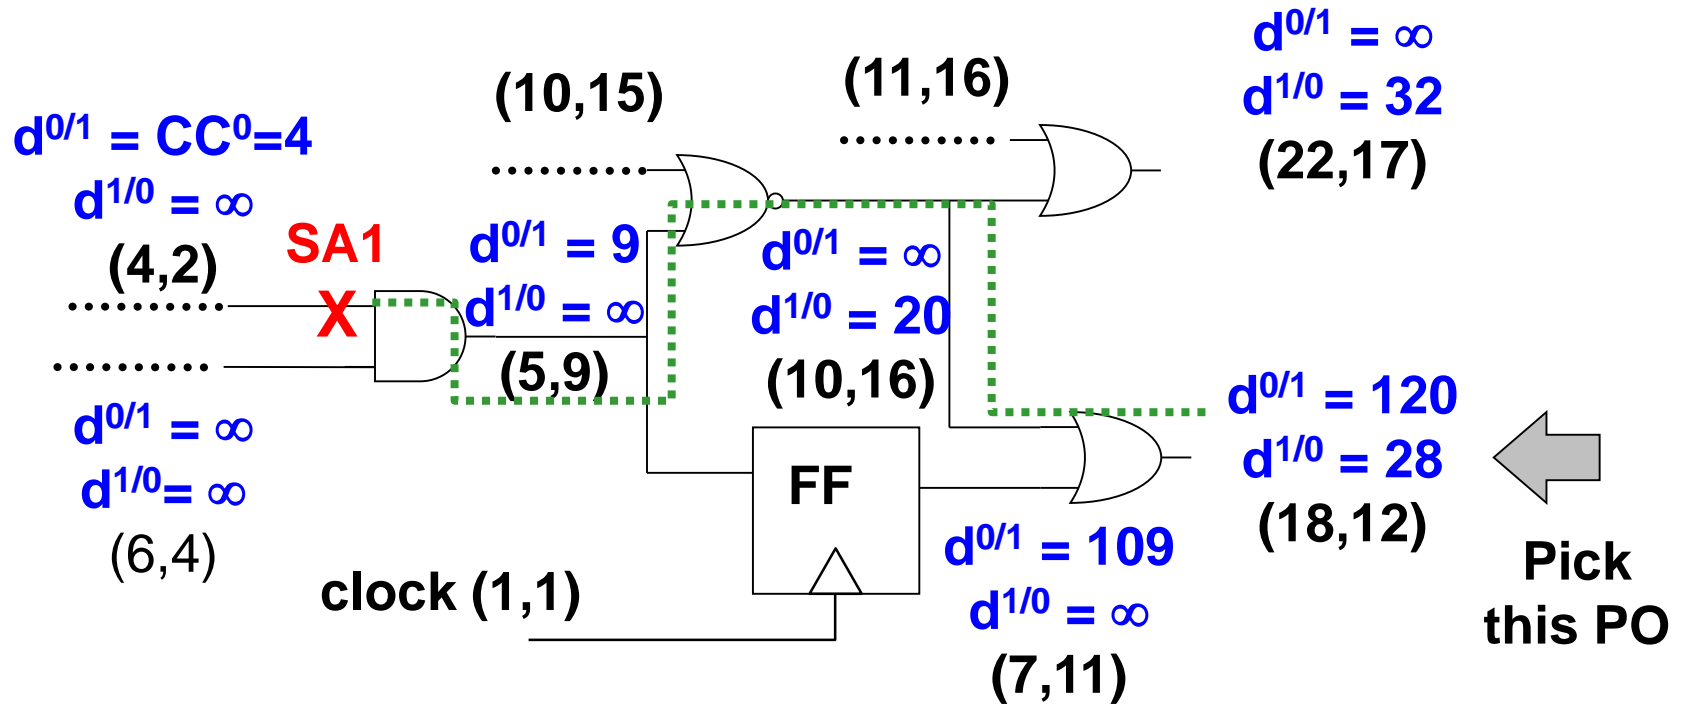 d0/1 = ∞
d1/0 = 32
(22,17)
(11,16)
(10,15)
d0/1 = CC0=4
d1/0 = ∞
(4,2)
SA1
X
d0/1 = 9
d1/0 = ∞
(5,9)
d0/1 = ∞
d1/0 = 20
(10,16)
d0/1 = ∞
d1/0= ∞
(6,4)
FF
clock (1,1)
d0/1 = 109
d1/0 = ∞
(7,11)
d0/1 = 120
d1/0 = 28
(18,12)
Pick
this PO